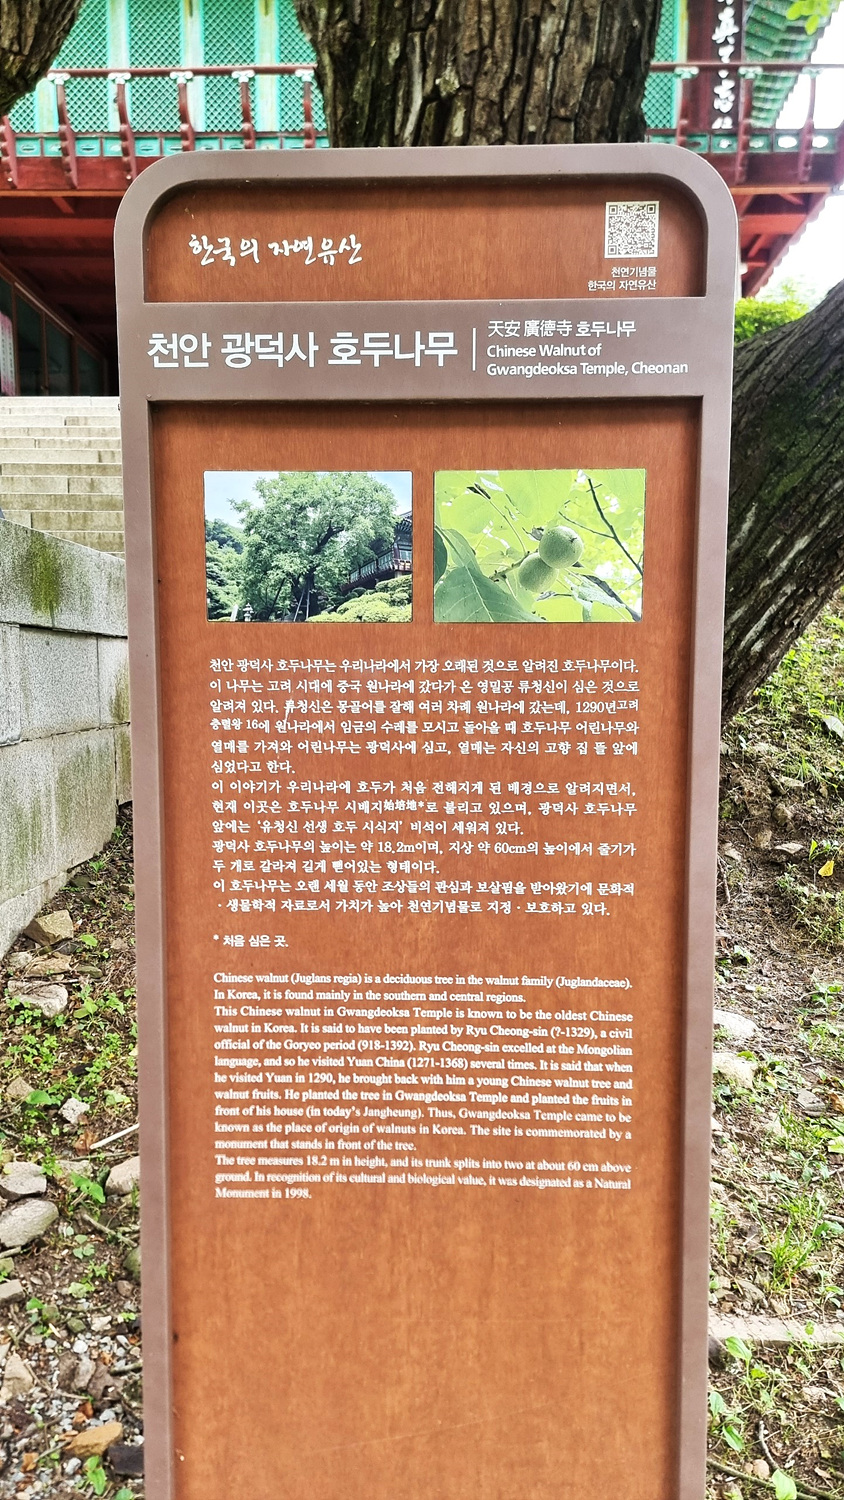 한국의 자연유산
천연기념물
한국의 자연유산
천안 광덕사 호두나무
天安 廣德寺 호두나무
Chinese Walnut of
Gwangdeoksa Temple, Cheonan
천안 광덕사 호두나무는 우리나라에서 가장 오래된 것으로 알려진 호두나무이다.
이 나무는 고려 시대에 중국 원나라에 갔다가 온 영밀공 류청신이 심은 것으로
알려져 있다. 류청신은 몽골어를 잘해 여러 차례 원나라에 갔는데, 1290년고려
충렬왕 16에 원나라에서 임금의 수레를 모시고 돌아올 때 호두나무 어린나무와
열매를 가져와 어린나무는 광덕사에 심고, 열매는 자신의 고향 집 뜰 앞에
심었다고 한다.
이 이야기가 우리나라에 호두가 처음 전해지게 된 배경으로 알려지면서,
현재 이곳은 호두나무 시배지始培地*로 불리고 있으며, 광덕사 호두나무
앞에는 ‘유청신 선생 호두 시식지’ 비석이 세워져 있다.
광덕사 호두나무의 높이는 약 18.2m이며, 지상 약 60cm의 높이에서 줄기가
두 개로 갈라져 길게 뻗어있는 형태이다.
이 호두나무는 오랜 세월 동안 조상들의 관심과 보살핌을 받아왔기에 문화적
· 생물학적 자료로서 가치가 높아 천연기념물로 지정 · 보호하고 있다.
* 처음 심은 곳.
Chinese walnut (Juglans regia) is a deciduous tree in the walnut family (Juglandaceae).
In Korea, it is found mainly in the southern and central regions.
This Chinese walnut in Gwangdeoksa Temple is known to be the oldest Chinese
walnut in Korea. It is said to have been planted by Ryu Cheong-sin (?-1329), a civil
official of the Goryeo period (918-1392). Ryu Cheong-sin excelled at the Mongolian
language, and so he visited Yuan China (1271-1368) several times. It is said that when
he visited Yuan in 1290, he brought back with him a young Chinese walnut tree and
walnut fruits. He planted the tree in Gwangdeoksa Temple and planted the fruits in
front of his house (in today’s Jangheung). Thus, Gwangdeoksa Temple came to be
known as the place of origin of walnuts in Korea. The site is commemorated by a
monument that stands in front of the tree.
The tree measures 18.2 m in height, and its trunk splits into two at about 60 cm above
ground. In recognition of its cultural and biological value, it was designated as a Natural
Monument in 1998.